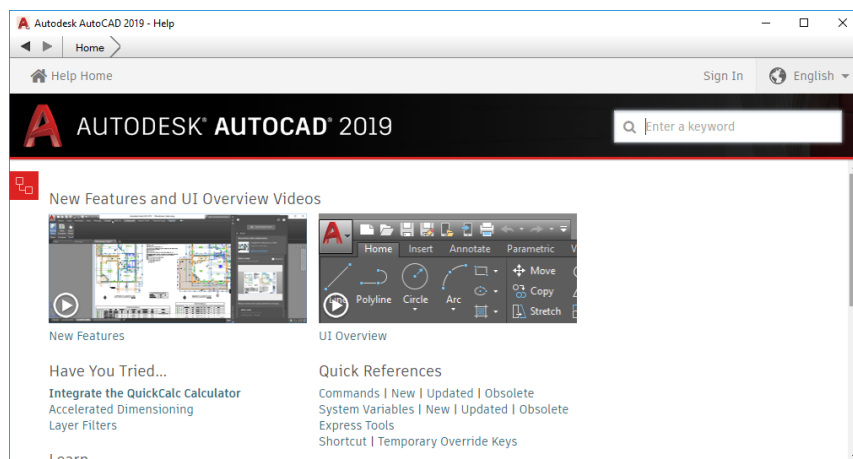 Autodesk AutoCAD 2019 - Help
Home
Help Home
Sign In
English
AUTODESK® AUTOCAD® 2019
Enter a keyword
New Features and UI Overview Videos
Home Insert Annotate Parametric
Line Polyline Circle Arc
Move
Copy
Stretch
New Features
UI Overview
Have You Tried...
Integrate the QuickCalc Calculator
Accelerated Dimensioning
Layer Filters
Quick References
Commands | New | Updated | Obsolete
System Variables | New | Updated | Obsolete
Express Tools
Shortcut | Temporary Override Keys
Learn